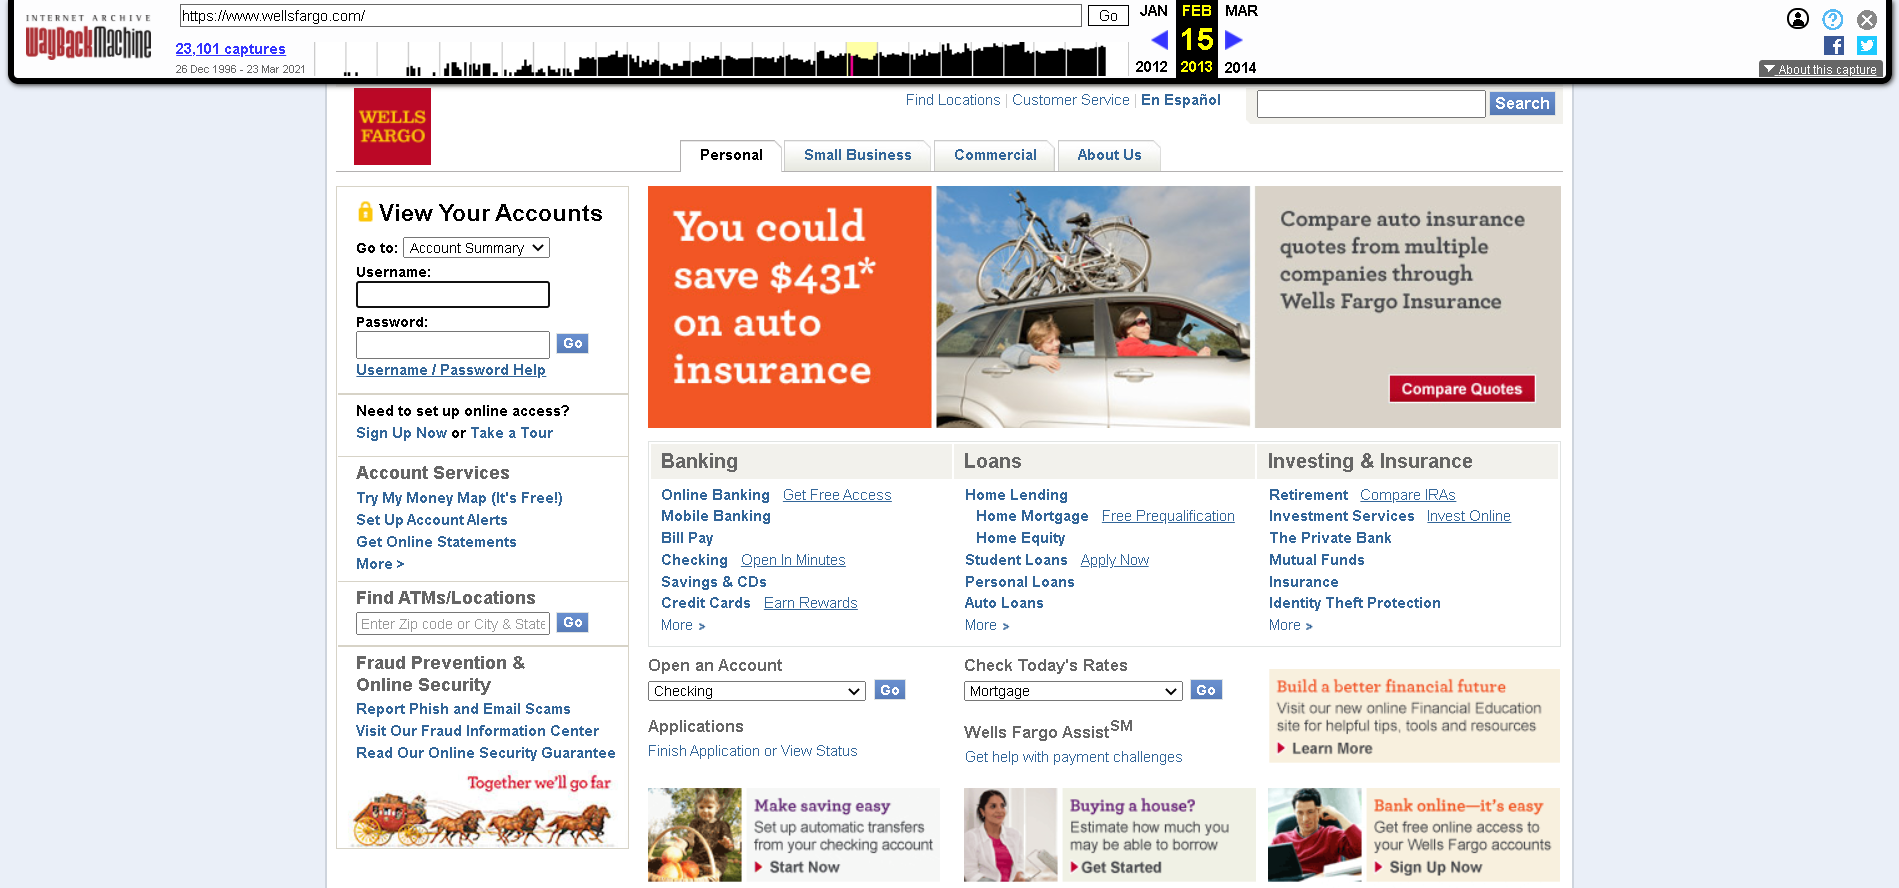 INTERNET ARCHIVE
WayBackMachine
https://www.wellsfargo.com/
Go
JAN FEB MAR
23,101 captures
15
26 Dec 1996 - 23 Mar 2021
2012 2013 2014
About this capture
WELLS
FARGO
Find Locations | Customer Service | En Español
Search
Personal
Small Business
Commercial
About Us
View Your Accounts
Go to: Account Summary
Username:
Password:
Go
Username / Password Help
Need to set up online access?
Sign Up Now or Take a Tour
Account Services
Try My Money Map (It's Free!)
Set Up Account Alerts
Get Online Statements
More >
Find ATMs/Locations
Enter Zip code or City & State
Go
Fraud Prevention &
Online Security
Report Phish and Email Scams
Visit Our Fraud Information Center
Read Our Online Security Guarantee
Together we'll go far
You could
save $431*
on auto
insurance
Compare auto insurance
quotes from multiple
companies through
Wells Fargo Insurance
Compare Quotes
Banking
Online Banking Get Free Access
Mobile Banking
Bill Pay
Checking Open In Minutes
Savings & CDs
Credit Cards Earn Rewards
More >
Loans
Home Lending
Home Mortgage Free Prequalification
Home Equity
Student Loans Apply Now
Personal Loans
Auto Loans
More >
Investing & Insurance
Retirement Compare IRAs
Investment Services Invest Online
The Private Bank
Mutual Funds
Insurance
Identity Theft Protection
More >
Open an Account
Checking
Go
Applications
Finish Application or View Status
Check Today's Rates
Mortgage
Go
Wells Fargo Assist SM
Get help with payment challenges
Build a better financial future
Visit our new online Financial Education
site for helpful tips, tools and resources
Learn More
Make saving easy
Set up automatic transfers
from your checking account
Start Now
Buying a house?
Estimate how much you
may be able to borrow
Get Started
Bank online—it's easy
Get free online access to
your Wells Fargo accounts
Sign Up Now